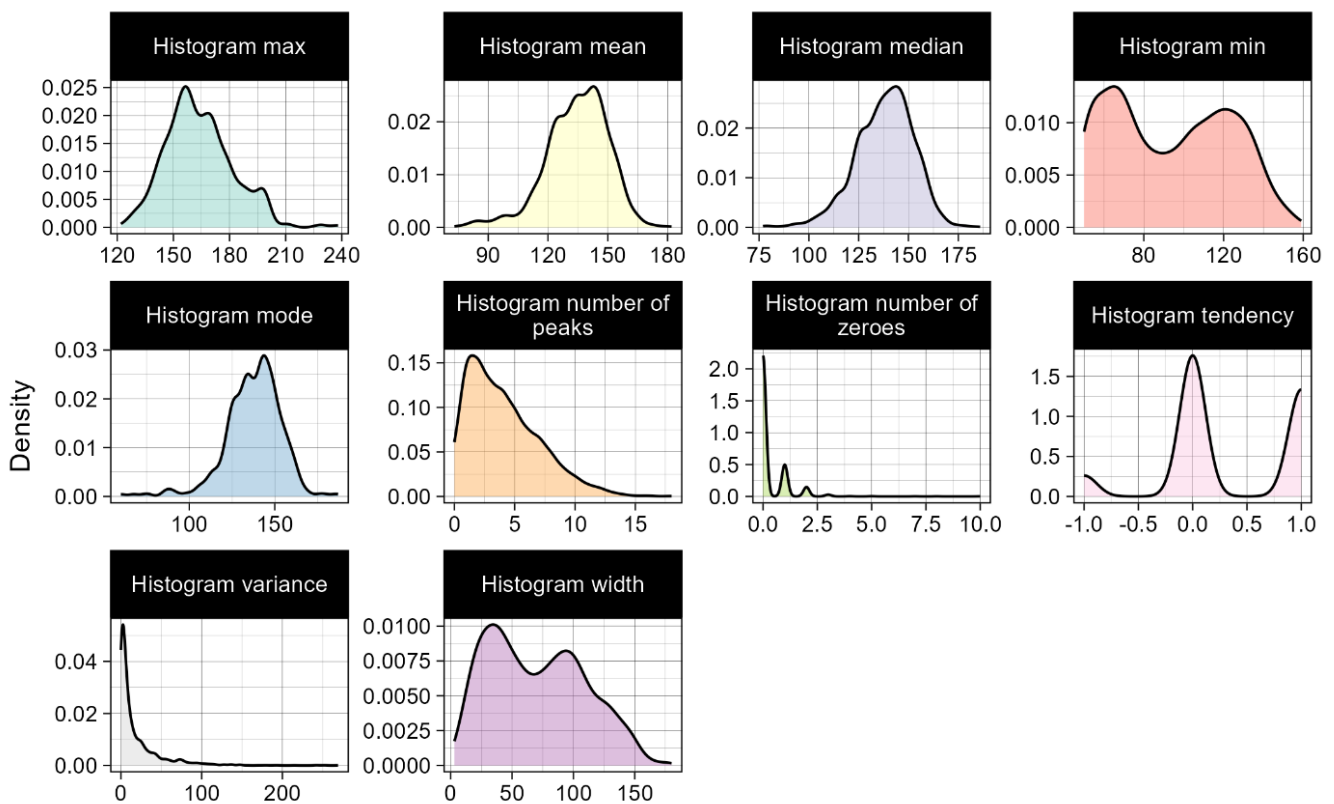 Histogram max
Histogram mean
Histogram median
Histogram min
0.025
0.020
0.015
0.010
0.005
0.000
120 150 180 210 240
0.02
0.01
0.00
90 120 150 180
0.02
0.01
0.00
75 100 125 150 175
0.010
0.005
0.000
80 120 160
Density
Histogram mode
Histogram number of
peaks
Histogram number of
zeroes
Histogram tendency
0.03
0.02
0.01
0.00
100 150
0.15
0.10
0.05
0.00
0 5 10 15
2.0
1.5
1.0
0.5
0.0
0.0 2.5 5.0 7.5 10.0
1.5
1.0
0.5
0.0
-1.0 -0.5 0.0 0.5 1.0
Histogram variance
Histogram width
0.04
0.02
0.00
0 100 200
0.0100
0.0075
0.0050
0.0025
0.0000
0 50 100 150